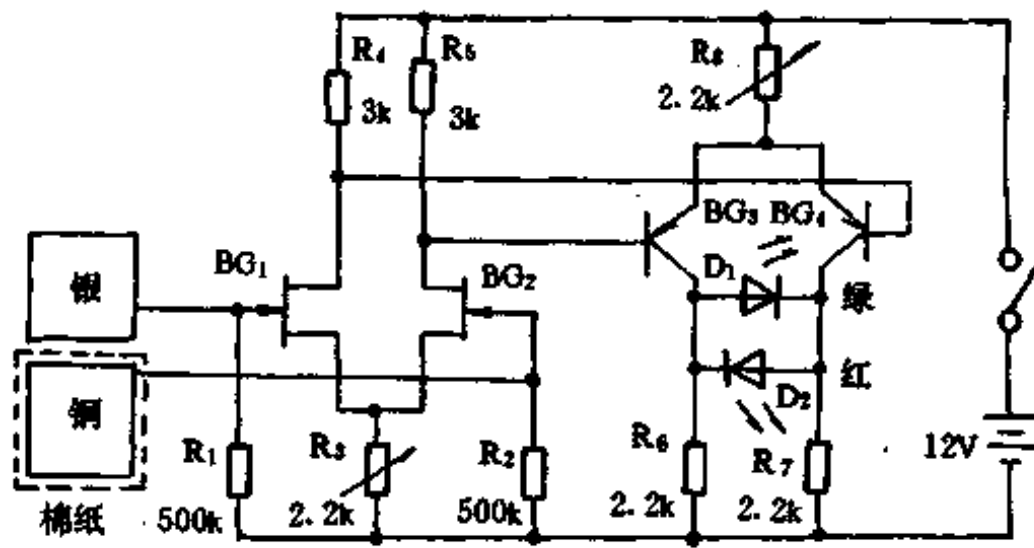 R₄
R₅
R₈
3k
3k
2.2k
银
BG₁
BG₂
BG₃
BG₄
D₁
绿
铜
红
D₂
棉纸
R₁
500k
R₃
2.2k
R₂
500k
R₆
2.2k
R₇
2.2k
12V